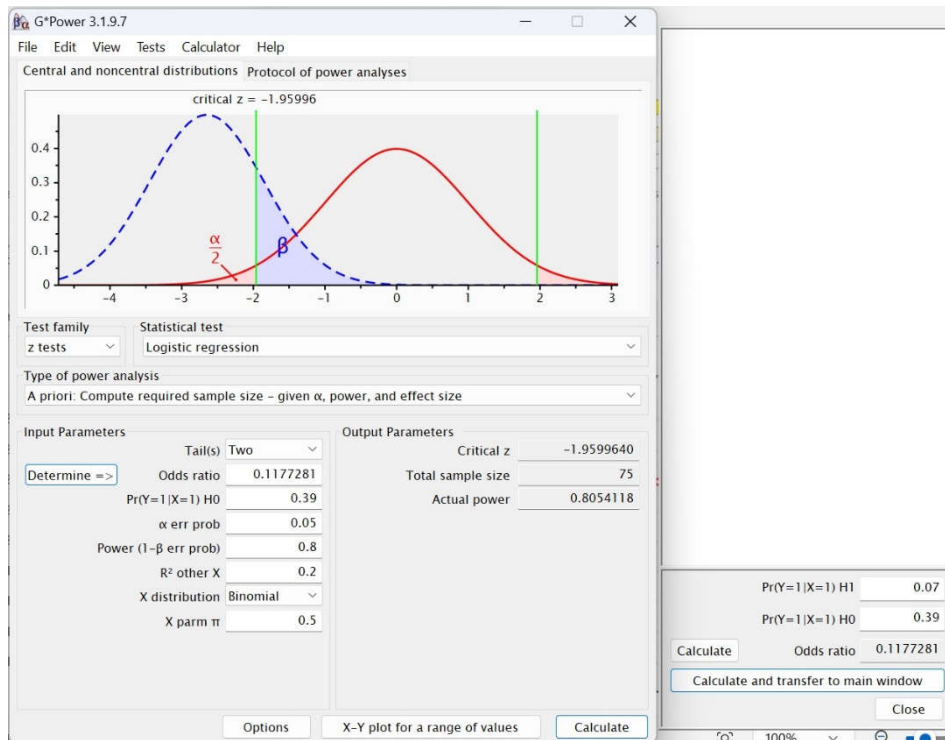 βα G*Power 3.1.9.7
File Edit View Tests Calculator Help
Central and noncentral distributions Protocol of power analyses
critical z = -1.95996
0.4
0.3
0.2
0.1
0
α
2
β
-4 -3 -2 -1 0 1 2 3
Test family Statistical test
z tests Logistic regression
Type of power analysis
A priori: Compute required sample size - given α, power, and effect size
Input Parameters
Tail(s) Two
Determine => Odds ratio 0.1177281
Pr(Y=1|X=1) H0 0.39
α err prob 0.05
Power (1-β err prob) 0.8
R² other X 0.2
X distribution Binomial
X parm π 0.5
Output Parameters
Critical z -1.9599640
Total sample size 75
Actual power 0.8054118
Options X-Y plot for a range of values Calculate
Pr(Y=1|X=1) H1 0.07
Pr(Y=1|X=1) H0 0.39
Calculate Odds ratio 0.1177281
Calculate and transfer to main window
Close
100%